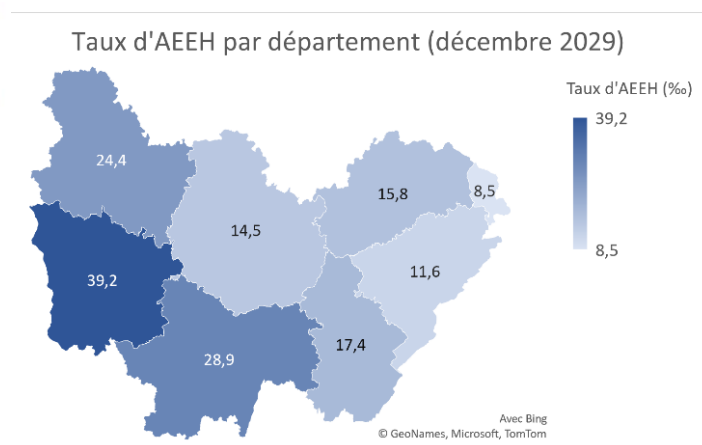 Taux d'AEEH par département (décembre 2029)
Taux d'AEEH (‰)
39,2
8,5
24,4
14,5
15,8
8,5
11,6
39,2
17,4
28,9
Avec Bing
© GeoNames, Microsoft, TomTom